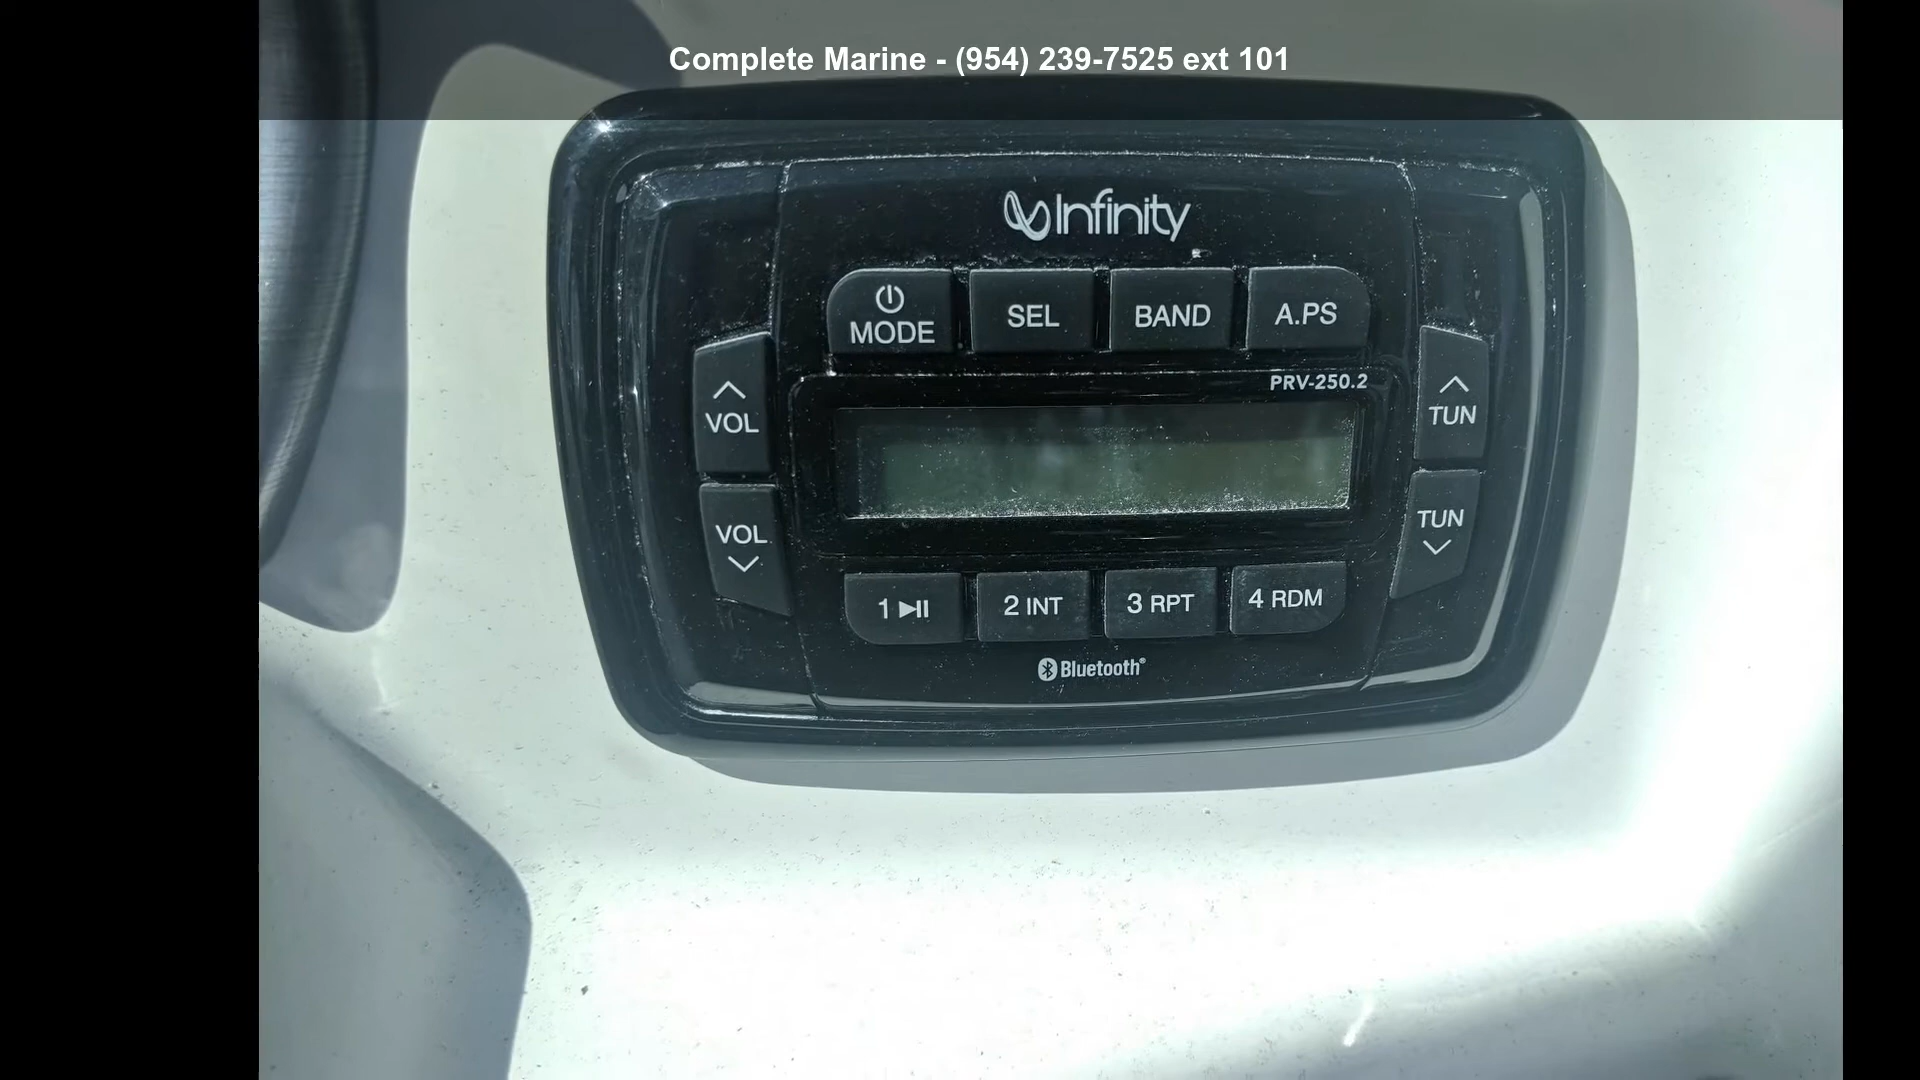 Complete Marine - (954) 239-7525 ext 101
Infinity
MODE SEL BAND A.PS
PRV-250.2
VOL TUN
VOL TUN
1 2 INT 3 RPT 4 RDM
Bluetooth®